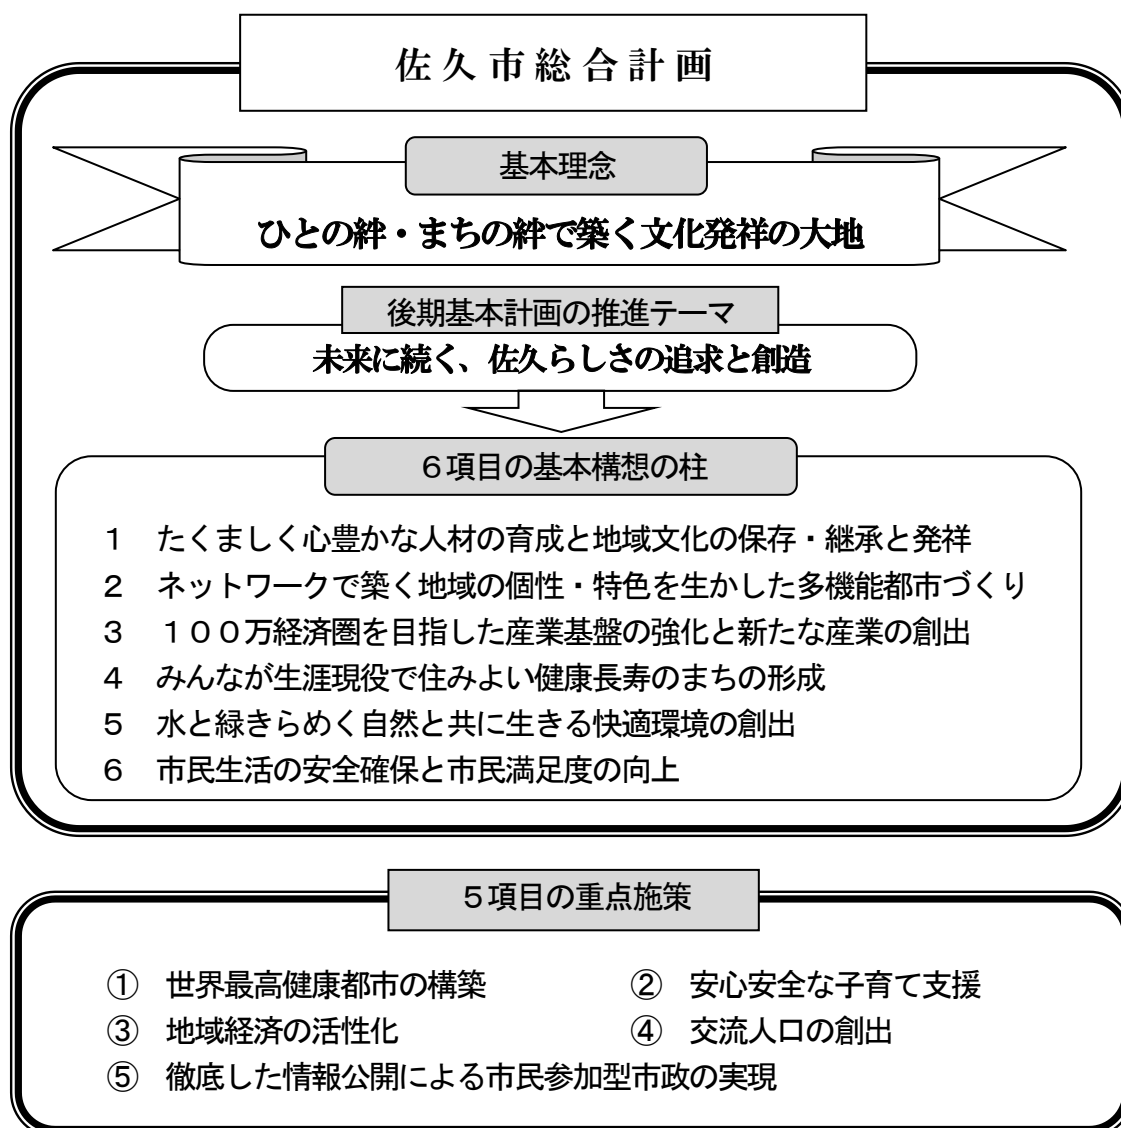 佐久市総合計画
基本理念
ひとの絆・まちの絆で築く文化発祥の大地
後期基本計画の推進テーマ
未来に続く、佐久らしさの追求と創造
６項目の基本構想の柱
１　たくましく心豊かな人材の育成と地域文化の保存・継承と発祥
２　ネットワークで築く地域の個性・特色を生かした多機能都市づくり
３　１００万経済圏を目指した産業基盤の強化と新たな産業の創出
４　みんなが生涯現役で住みよい健康長寿のまちの形成
５　水と緑きらめく自然と共に生きる快適環境の創出
６　市民生活の安全確保と市民満足度の向上
５項目の重点施策
①　世界最高健康都市の構築　②　安心安全な子育て支援
③　地域経済の活性化　④　交流人口の創出
⑤　徹底した情報公開による市民参加型市政の実現